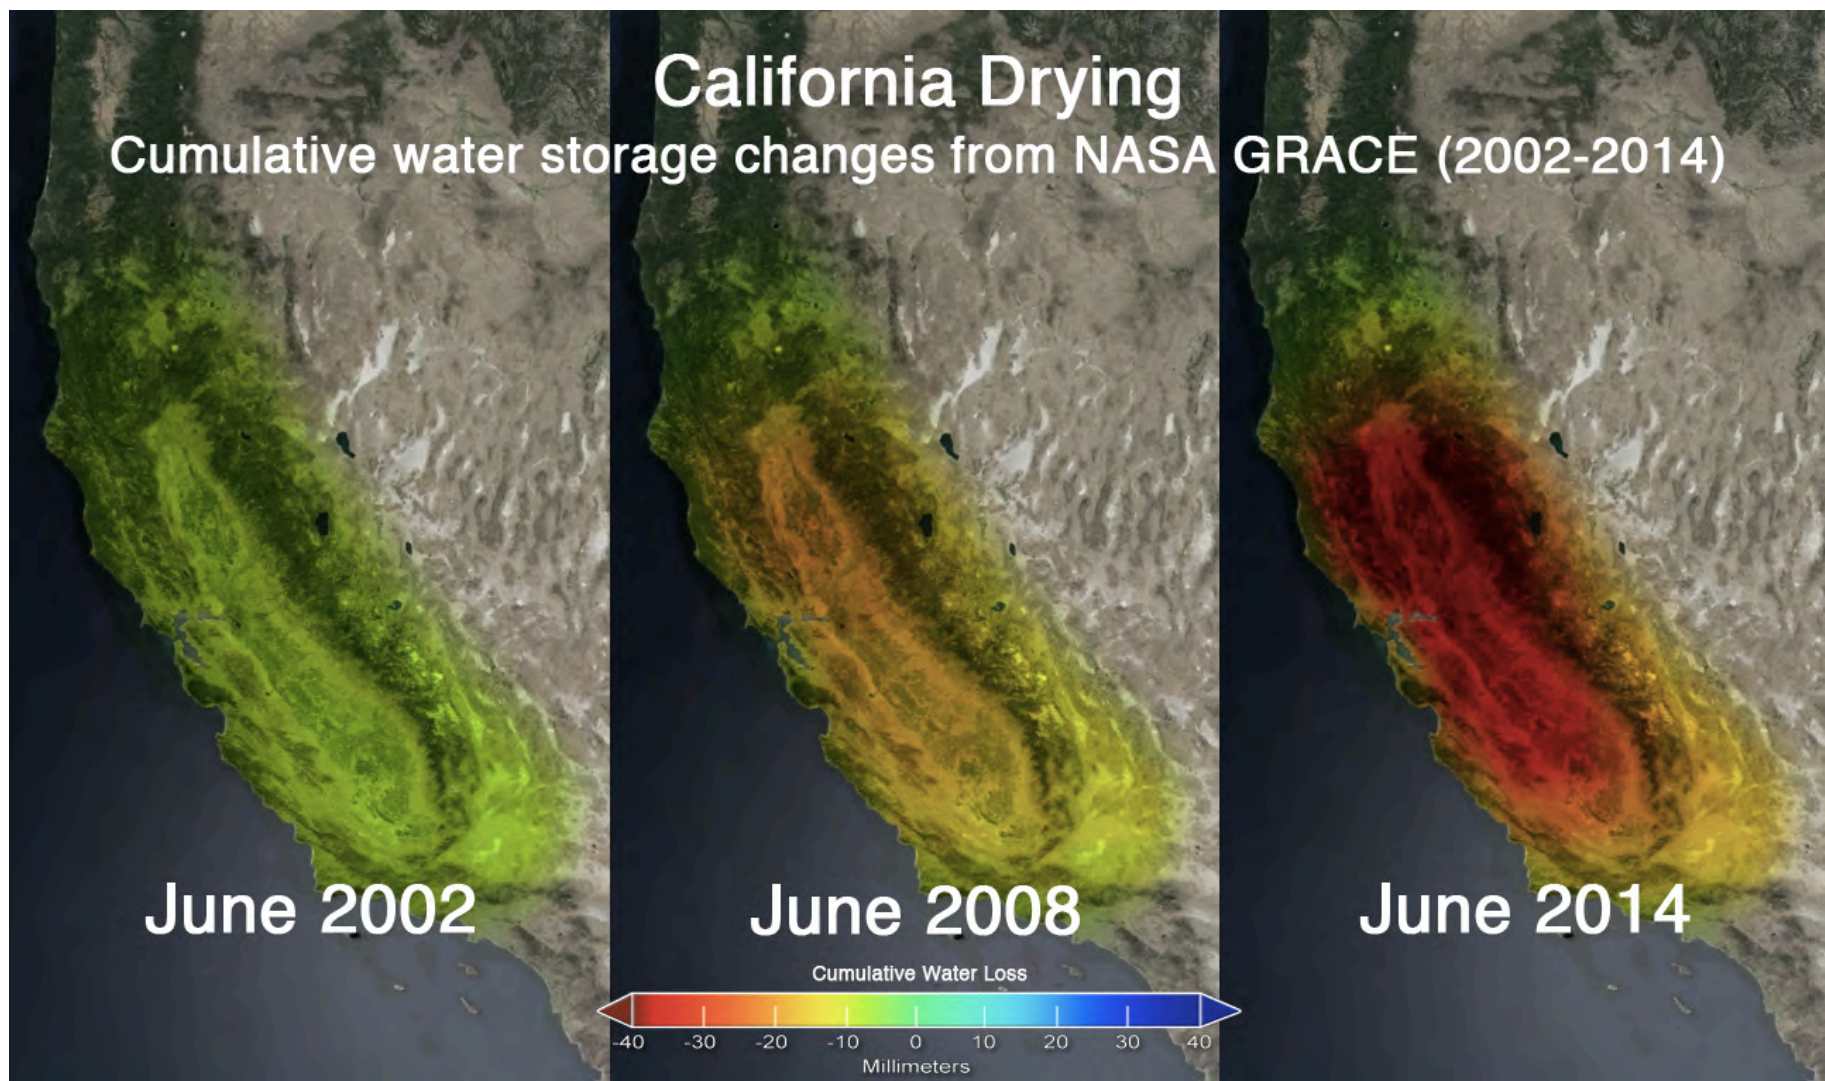 California Drying
Cumulative water storage changes from NASA GRACE (2002-2014)
June 2002
June 2008
June 2014
Cumulative Water Loss
-40 -30 -20 -10 0 10 20 30 40
Millimeters